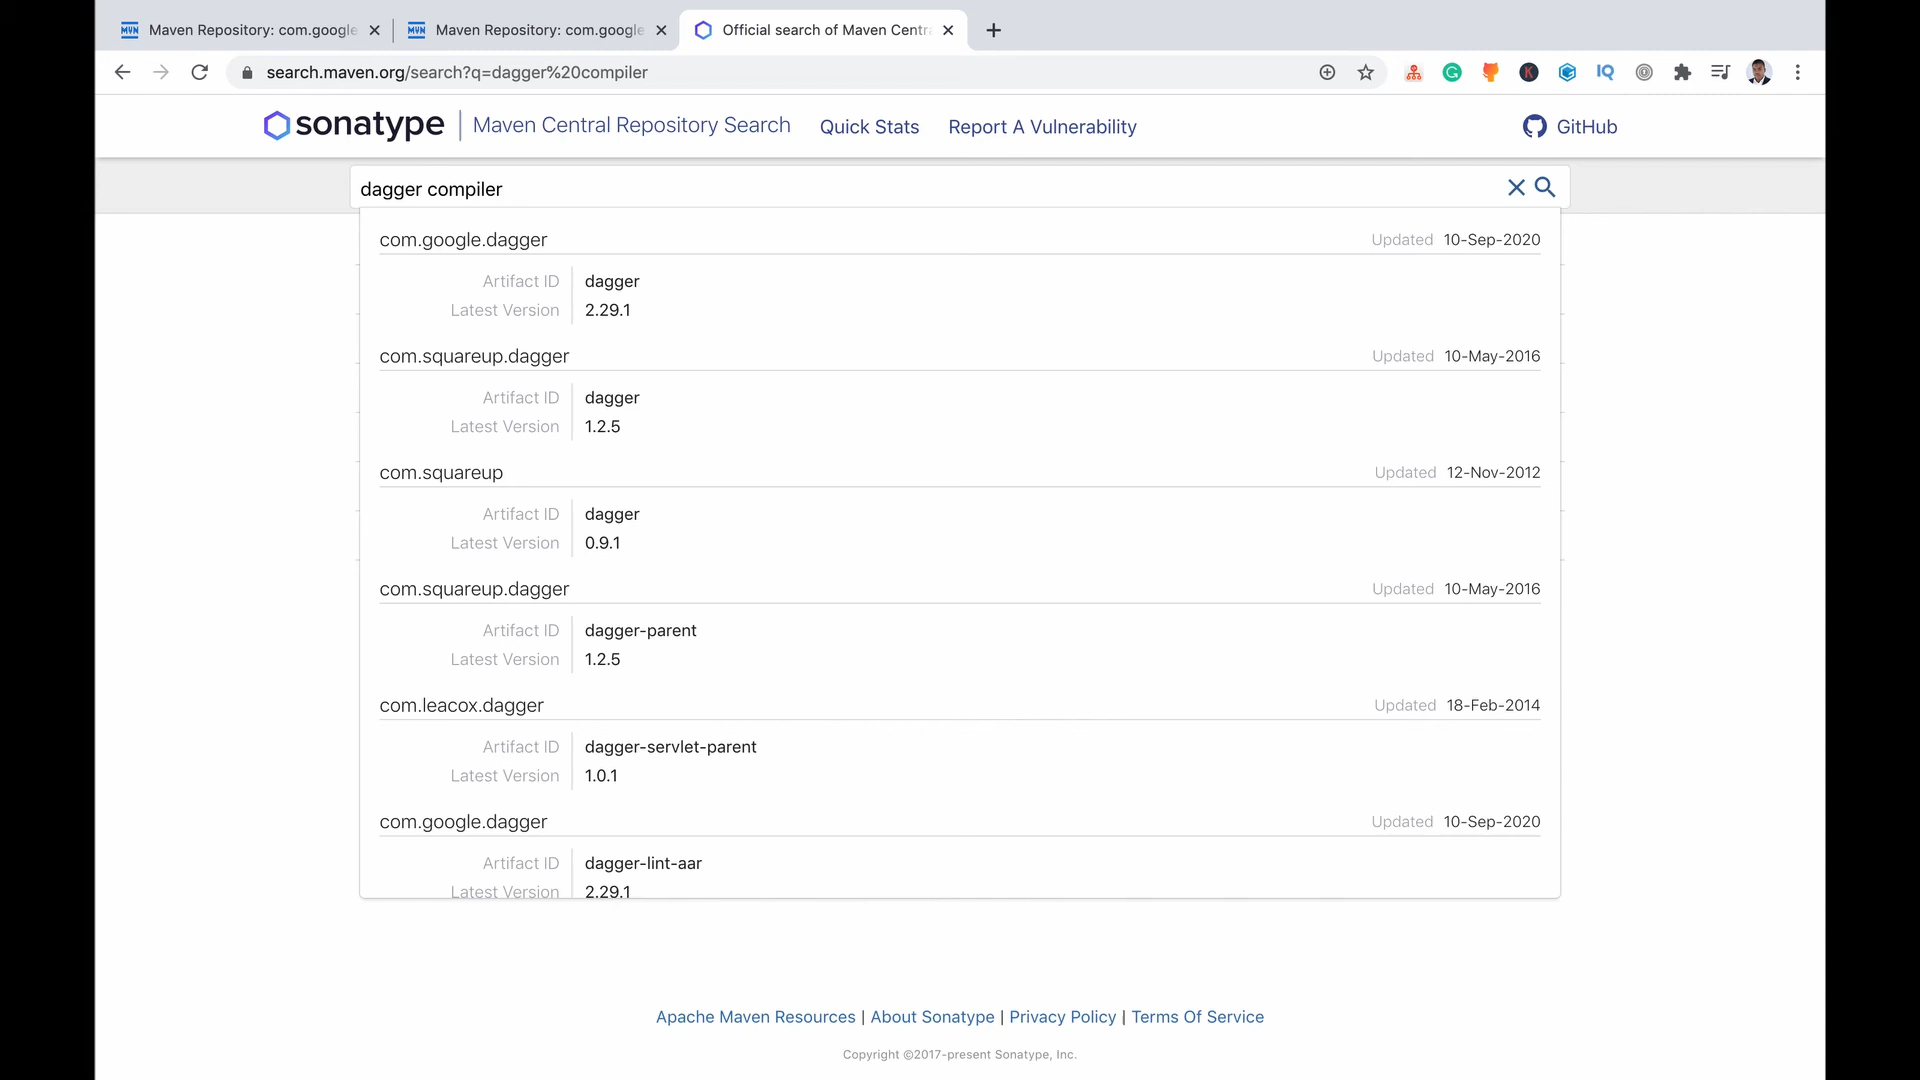 Maven Repository: com.google
Maven Repository: com.google
Official search of Maven Centr
search.maven.org/search?q=dagger%20compiler
sonatype
Maven Central Repository Search
Quick Stats
Report A Vulnerability
GitHub
dagger compiler
com.google.dagger
Updated 10-Sep-2020
Artifact ID dagger
Latest Version 2.29.1
com.squareup.dagger
Updated 10-May-2016
Artifact ID dagger
Latest Version 1.2.5
com.squareup
Updated 12-Nov-2012
Artifact ID dagger
Latest Version 0.9.1
com.squareup.dagger
Updated 10-May-2016
Artifact ID dagger-parent
Latest Version 1.2.5
com.leacox.dagger
Updated 18-Feb-2014
Artifact ID dagger-servlet-parent
Latest Version 1.0.1
com.google.dagger
Updated 10-Sep-2020
Artifact ID dagger-lint-aar
Latest Version 2.29.1
Apache Maven Resources | About Sonatype | Privacy Policy | Terms Of Service
Copyright ©2017-present Sonatype, Inc.